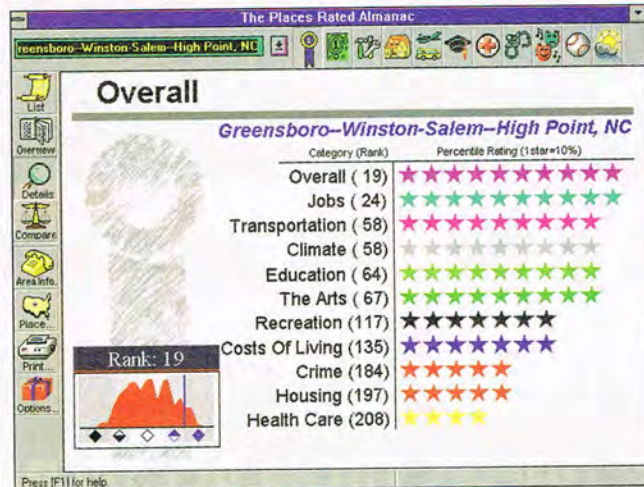 The Places Rated Almanac
reensboro--Winston-Salem--High Point, NC
List
Overview
Details
Compare
Area Info.
Place...
Print...
Options...
Overall
Greensboro--Winston-Salem--High Point, NC
Category (Rank) Percentile Rating (1star=10%)
Overall ( 19)
Jobs ( 24)
Transportation ( 58)
Climate ( 58)
Education ( 64)
The Arts ( 67)
Recreation (117)
Costs Of Living (135)
Crime (184)
Housing (197)
Health Care (208)
Rank: 19
Press [F1] for help.